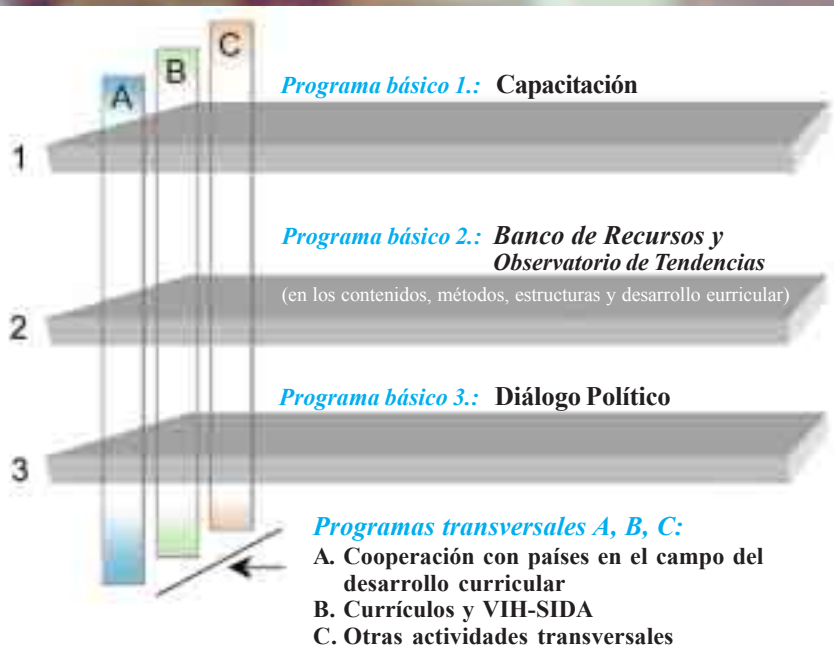 C
B
A
Programa básico 1.: Capacitación
1
Programa básico 2.: Banco de Recursos y
Observatorio de Tendencias
(en los contenidos, métodos, estructuras y desarrollo eurricular)
2
Programa básico 3.: Diálogo Político
3
Programas transversales A, B, C:
A. Cooperación con países en el campo del
desarrollo curricular
B. Currículos y VIH-SIDA
C. Otras actividades transversales